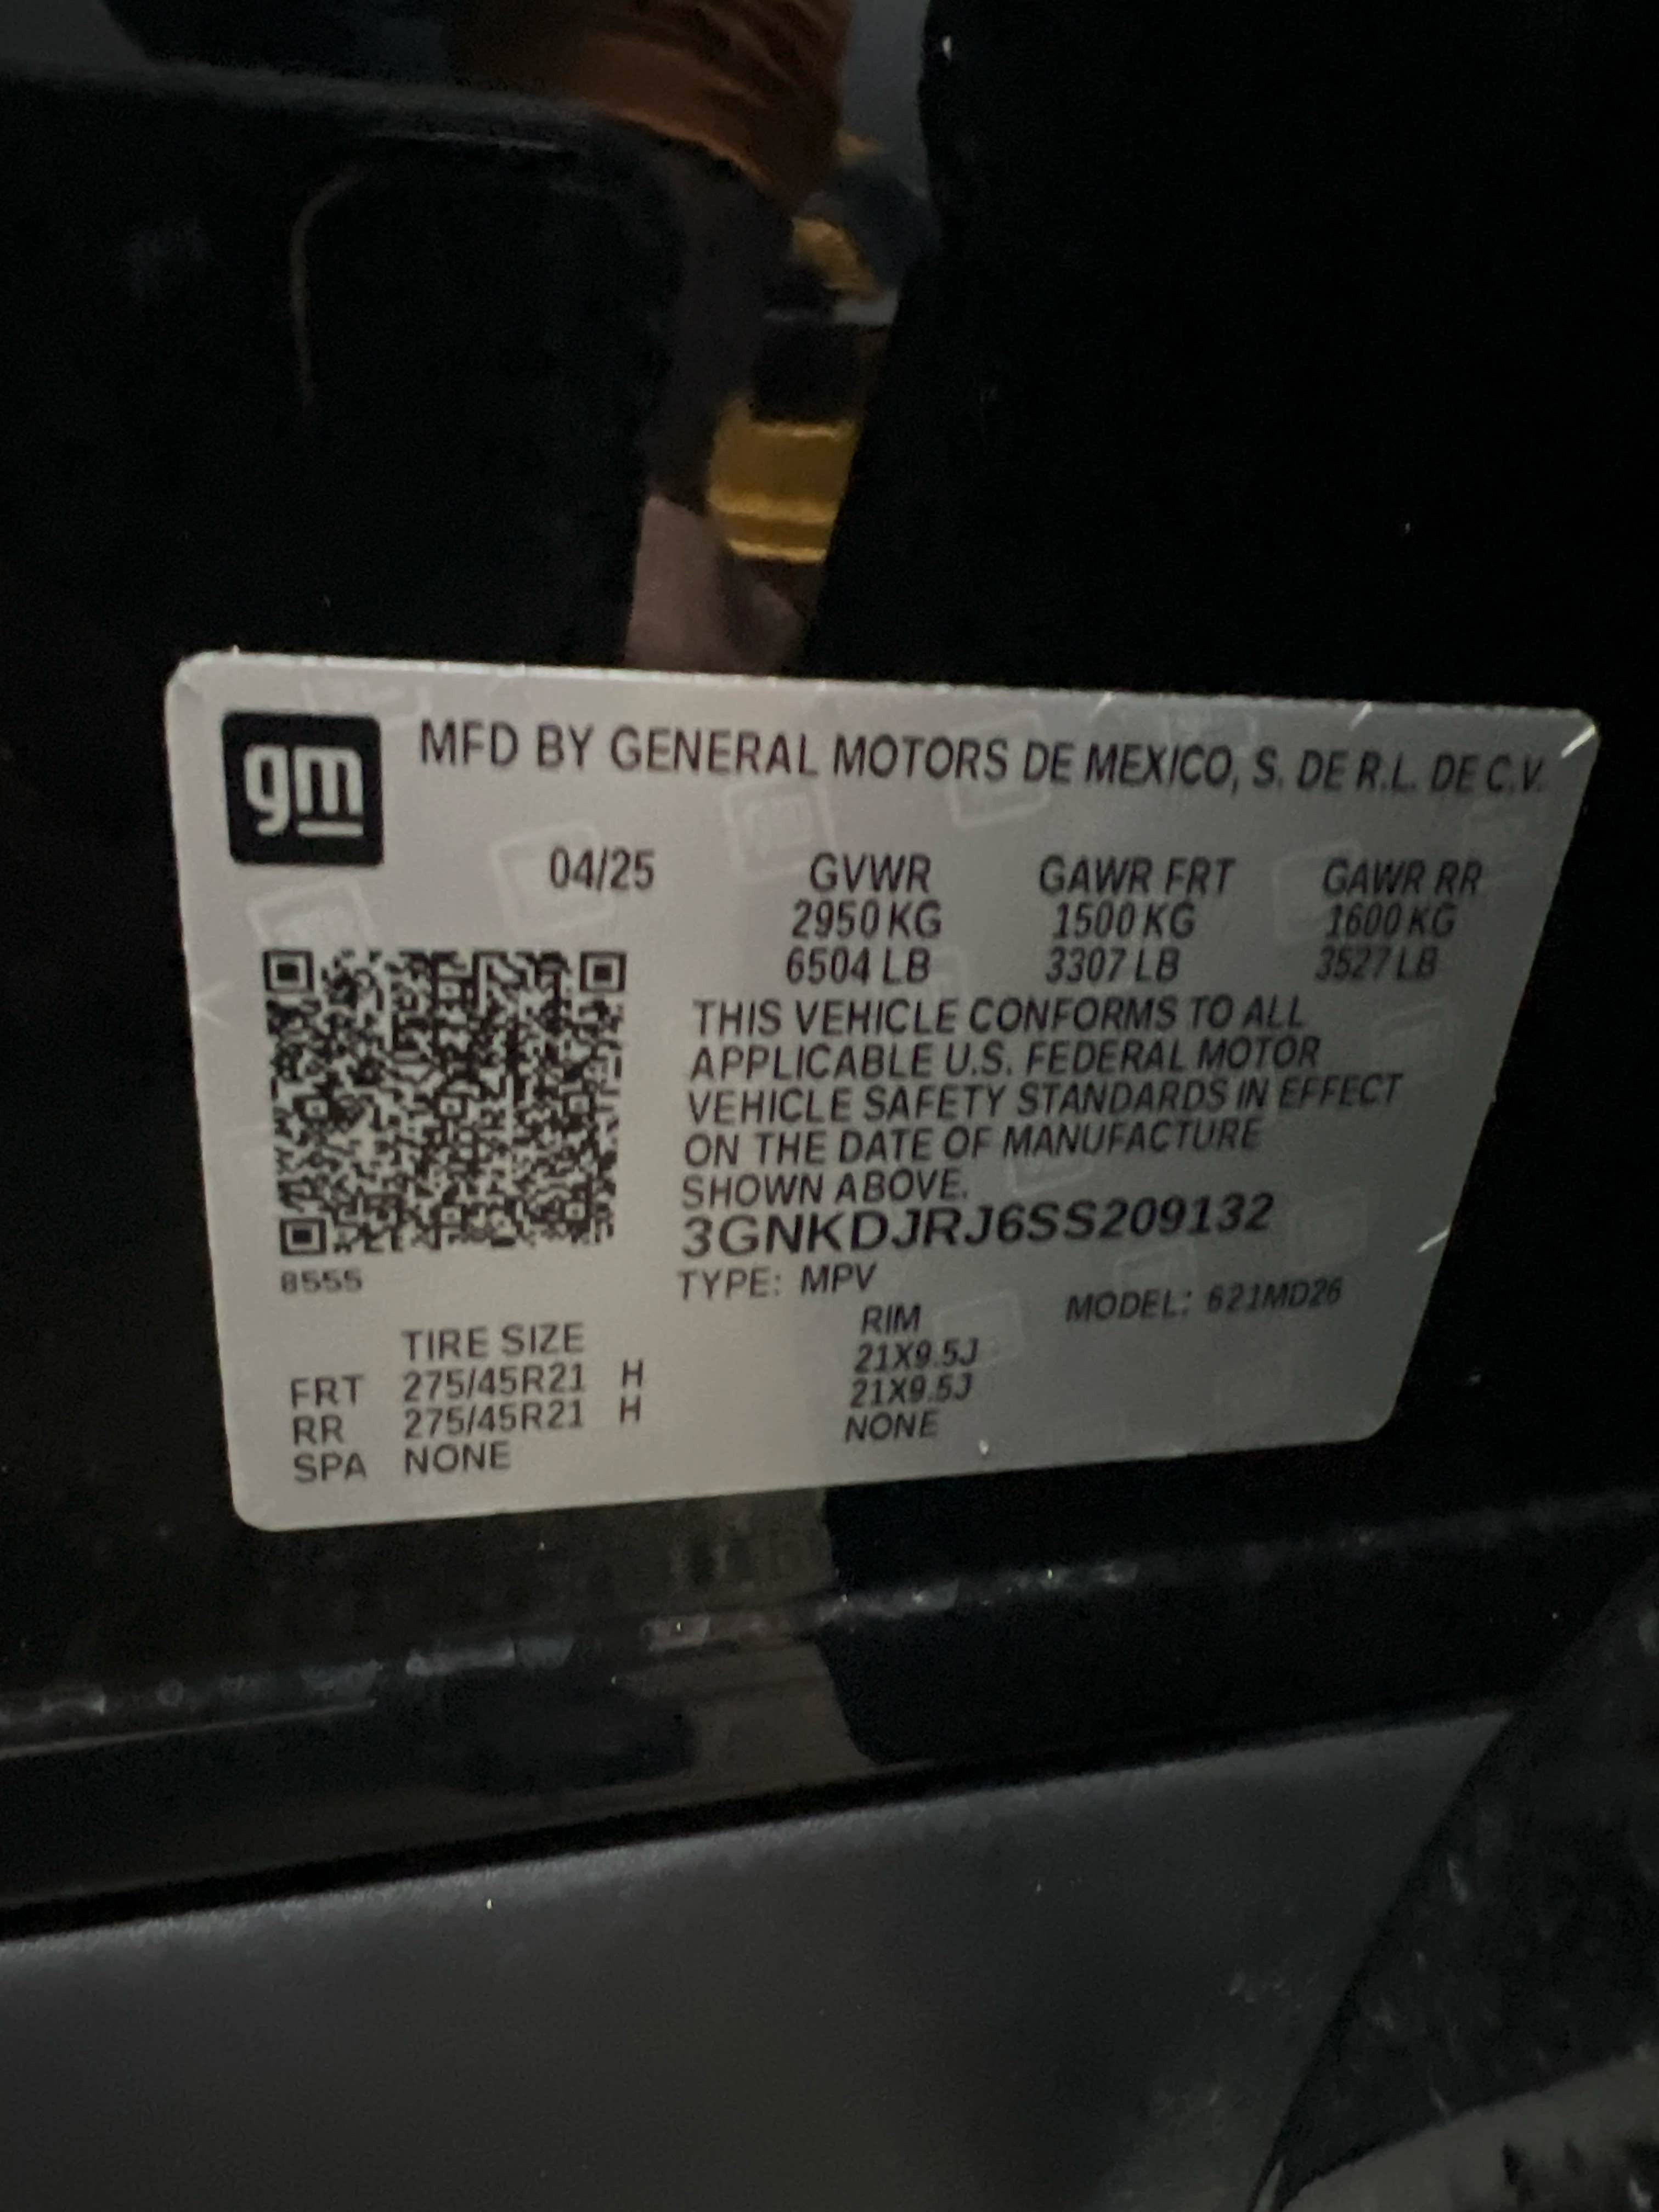 gm
MFD BY GENERAL MOTORS DE MEXICO, S. DE R.L. DE C.V.
04/25 GVWR GAWR FRT GAWR RR
2950 KG 1500 KG 1600 KG
6504 LB 3307 LB 3527 LB
THIS VEHICLE CONFORMS TO ALL
APPLICABLE U.S. FEDERAL MOTOR
VEHICLE SAFETY STANDARDS IN EFFECT
ON THE DATE OF MANUFACTURE
SHOWN ABOVE.
3GNKDJRJ6SS209132
8555 TYPE: MPV MODEL: 621MD26
TIRE SIZE RIM
FRT 275/45R21 H 21X9.5J
RR 275/45R21 H 21X9.5J
SPA NONE NONE